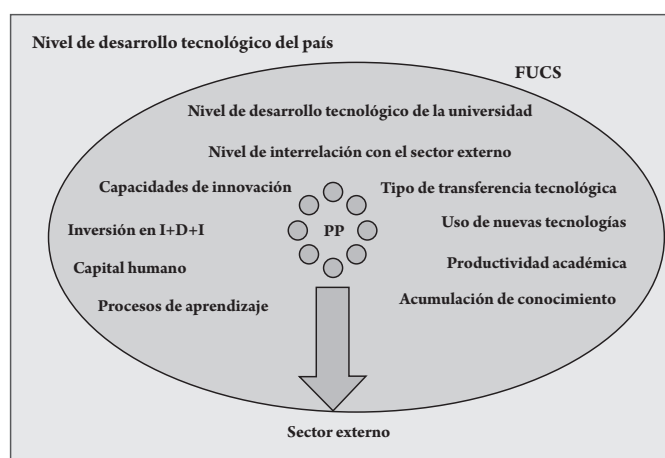 Nivel de desarrollo tecnológico del país
FUCS
Nivel de desarrollo tecnológico de la universidad
Nivel de interrelación con el sector externo
Capacidades de innovación
Tipo de transferencia tecnológica
Inversión en I+D+I
PP
Uso de nuevas tecnologías
Capital humano
Productividad académica
Procesos de aprendizaje
Acumulación de conocimiento
Sector externo